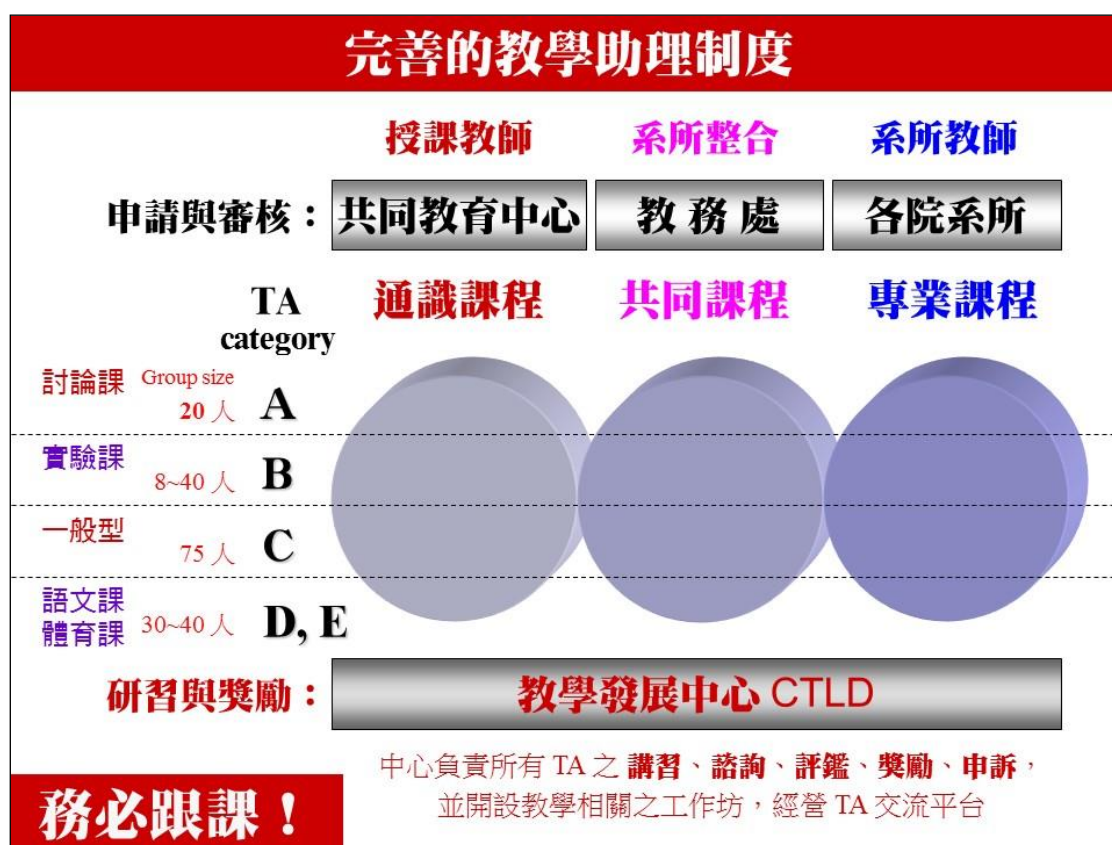 完善的教學助理制度
授課教師 系所整合 系所教師
申請與審核： 共同教育中心 教務處 各院系所
TA category 通識課程 共同課程 專業課程
討論課 Group size 20 人 A
實驗課 8~40 人 B
一般型 75 人 C
語文課 體育課 30~40 人 D, E
研習與獎勵： 教學發展中心 CTLD
中心負責所有 TA 之 講習、諮詢、評鑑、獎勵、申訴，
並開設教學相關之工作坊，經營 TA 交流平台
務必跟課！